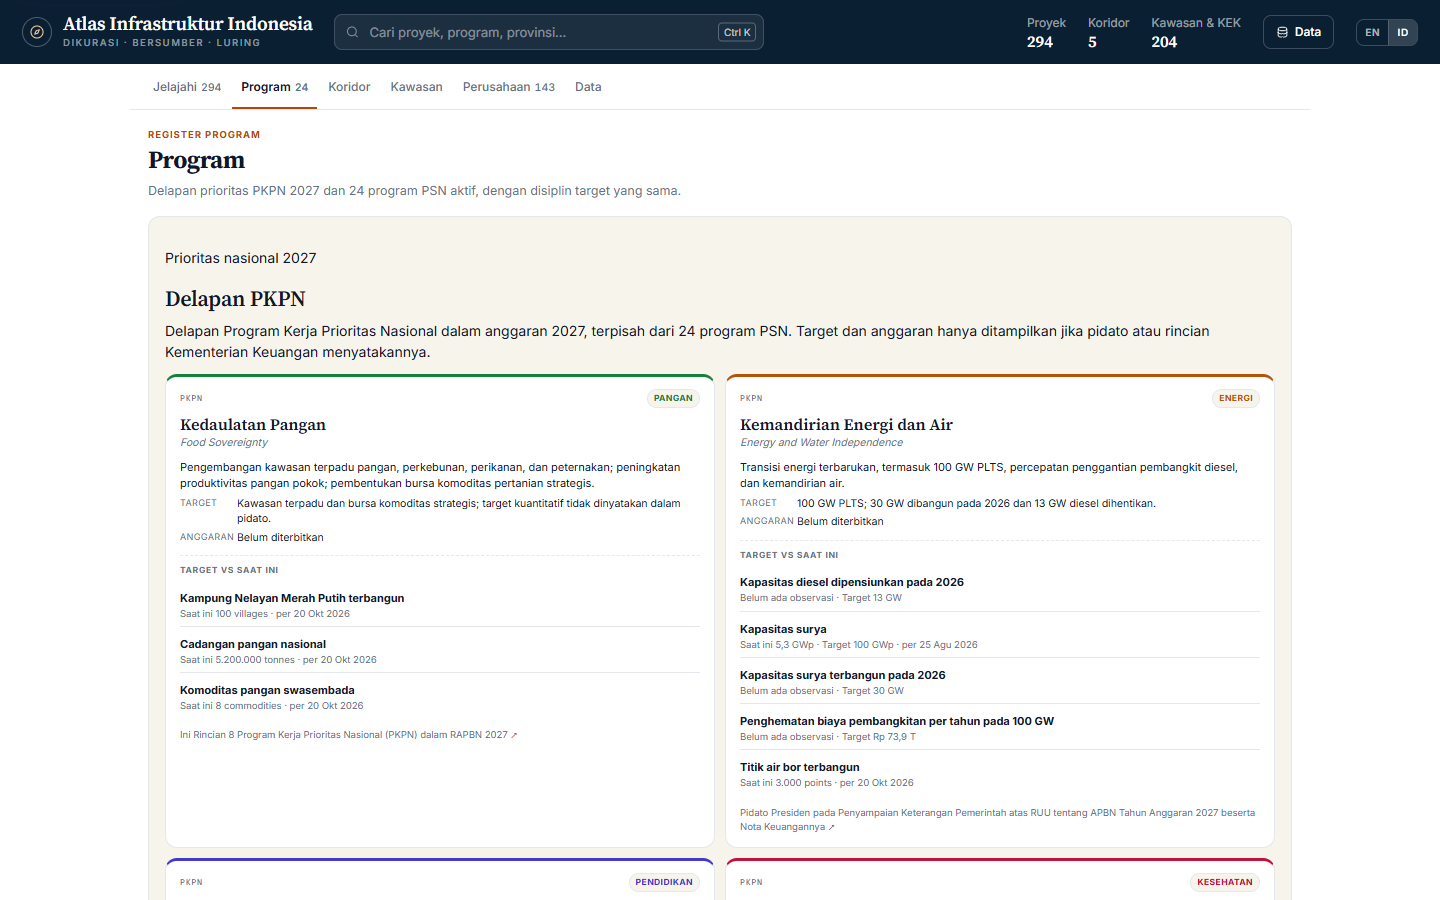 Atlas Infrastruktur Indonesia
DIKURASI · BERSUMBER · LURING
Cari proyek, program, provinsi...
Ctrl K
Proyek
294
Koridor
5
Kawasan & KEK
204
Data
EN
ID
Jelajahi 294
Program 24
Koridor
Kawasan
Perusahaan 143
Data
REGISTER PROGRAM
Program
Delapan prioritas PKPN 2027 dan 24 program PSN aktif, dengan disiplin target yang sama.
Prioritas nasional 2027
Delapan PKPN
Delapan Program Kerja Prioritas Nasional dalam anggaran 2027, terpisah dari 24 program PSN. Target dan anggaran hanya ditampilkan jika pidato atau rincian
Kementerian Keuangan menyatakannya.
PKPN
PANGAN
Kedaulatan Pangan
Food Sovereignty
Pengembangan kawasan terpadu pangan, perkebunan, perikanan, dan peternakan; peningkatan
produktivitas pangan pokok; pembentukan bursa komoditas pertanian strategis.
TARGET Kawasan terpadu dan bursa komoditas strategis; target kuantitatif tidak dinyatakan dalam
pidato.
ANGGARAN Belum diterbitkan
TARGET VS SAAT INI
Kampung Nelayan Merah Putih terbangun
Saat ini 100 villages · per 20 Okt 2026
Cadangan pangan nasional
Saat ini 5.200.000 tonnes · per 20 Okt 2026
Komoditas pangan swasembada
Saat ini 8 commodities · per 20 Okt 2026
Ini Rincian 8 Program Kerja Prioritas Nasional (PKPN) dalam RAPBN 2027 ↗
PKPN
ENERGI
Kemandirian Energi dan Air
Energy and Water Independence
Transisi energi terbarukan, termasuk 100 GW PLTS, percepatan penggantian pembangkit diesel,
dan kemandirian air.
TARGET 100 GW PLTS; 30 GW dibangun pada 2026 dan 13 GW diesel dihentikan.
ANGGARAN Belum diterbitkan
TARGET VS SAAT INI
Kapasitas diesel dipensiunkan pada 2026
Belum ada observasi · Target 13 GW
Kapasitas surya
Saat ini 5,3 GWp · Target 100 GWp · per 25 Agu 2026
Kapasitas surya terbangun pada 2026
Belum ada observasi · Target 30 GW
Penghematan biaya pembangkitan per tahun pada 100 GW
Belum ada observasi · Target Rp 73,9 T
Titik air bor terbangun
Saat ini 3.000 points · per 20 Okt 2026
Pidato Presiden pada Penyampaian Keterangan Pemerintah atas RUU tentang APBN Tahun Anggaran 2027 beserta
Nota Keuangannya ↗
PKPN
PENDIDIKAN
PKPN
KESEHATAN